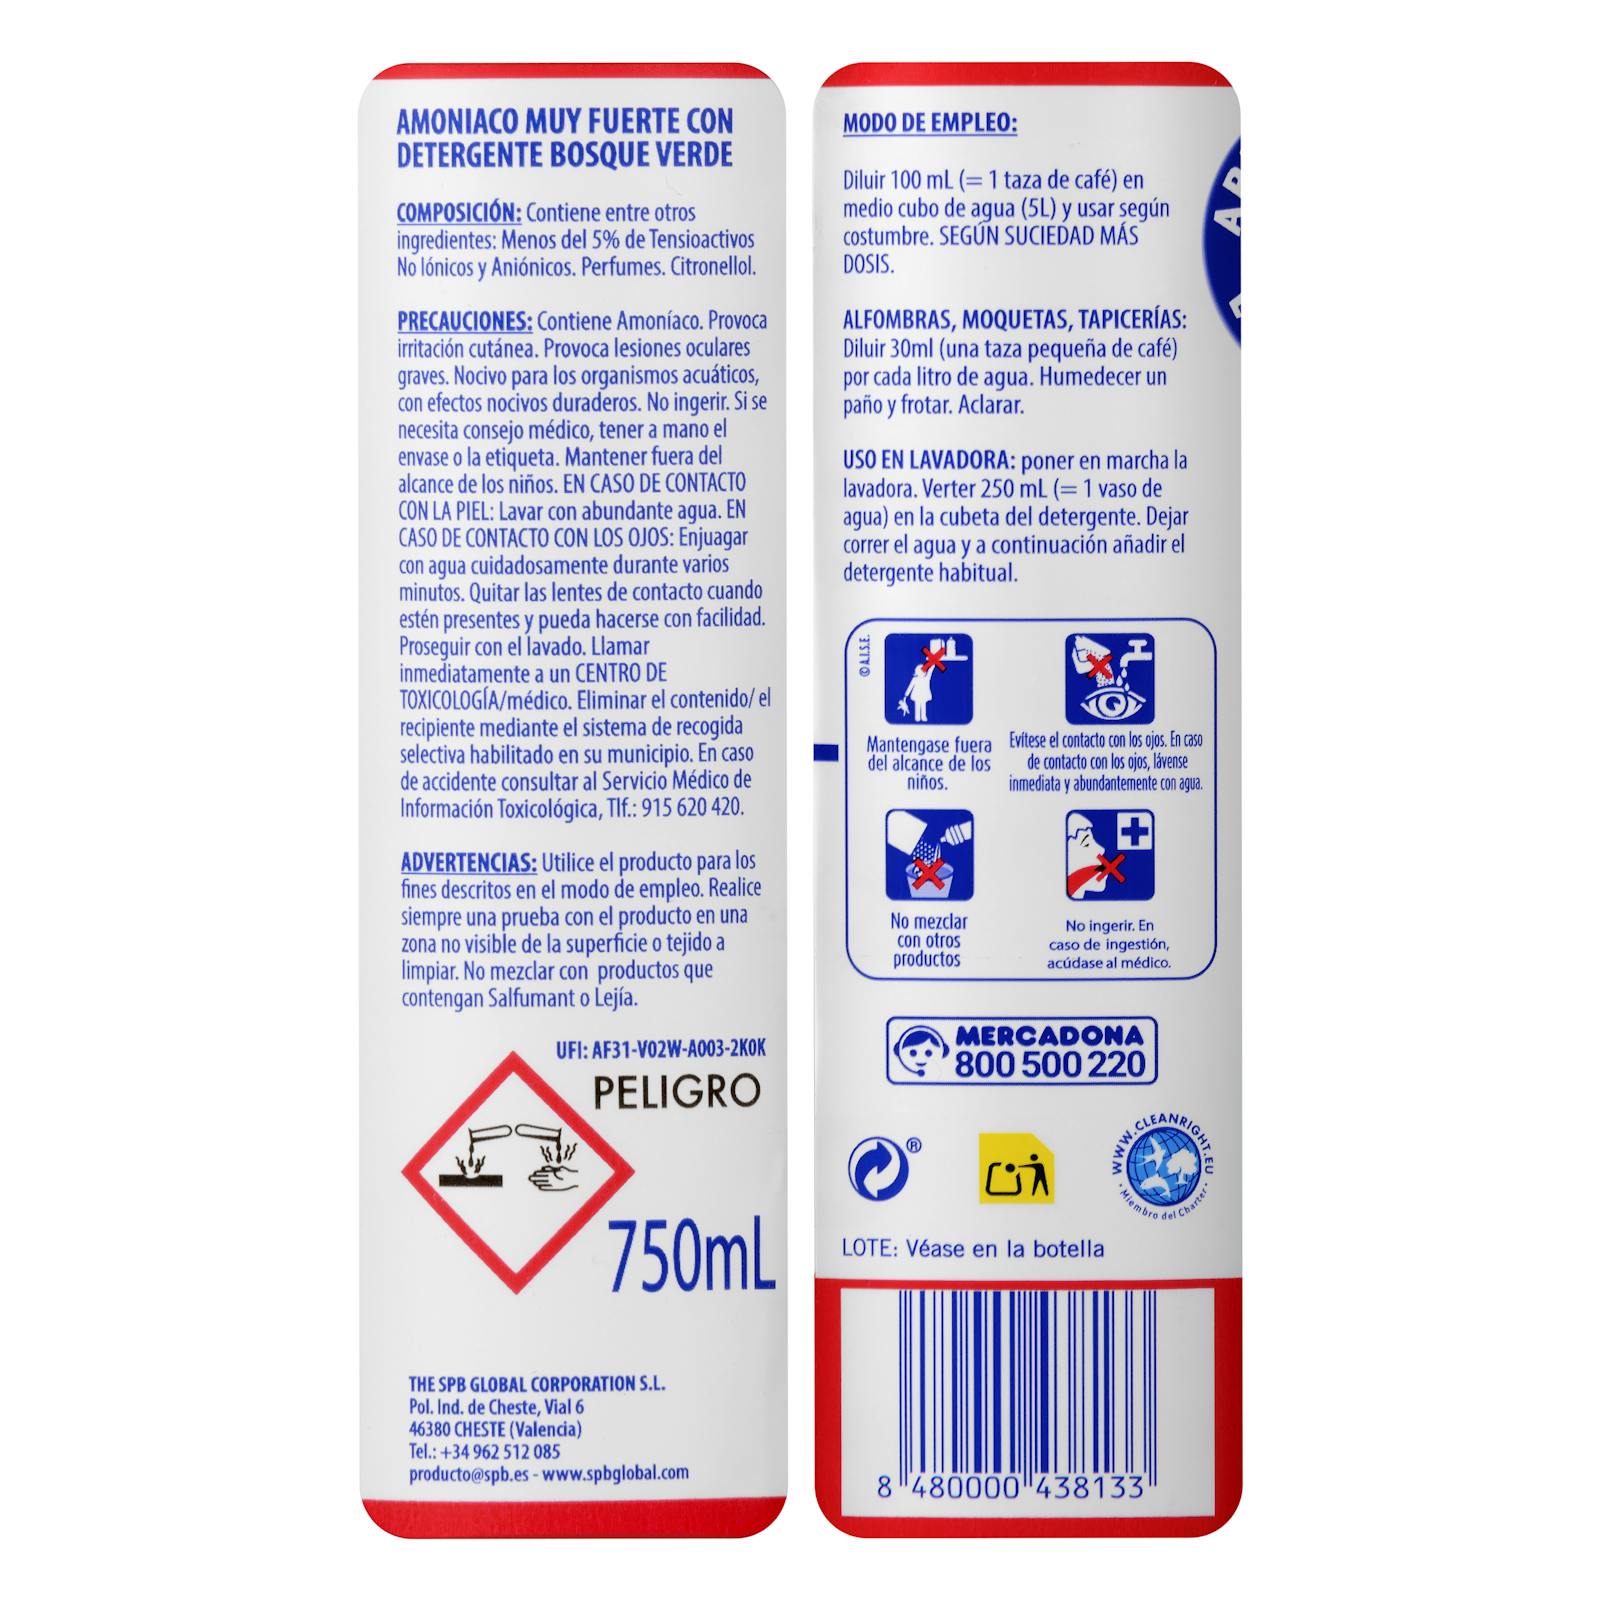 AMONIACO MUY FUERTE CON
DETERGENTE BOSQUE VERDE
COMPOSICIÓN: Contiene entre otros
ingredientes: Menos del 5% de Tensioactivos
No Iónicos y Aniónicos. Perfumes. Citronellol.
PRECAUCIONES: Contiene Amoníaco. Provoca
irritación cutánea. Provoca lesiones oculares
graves. Nocivo para los organismos acuáticos,
con efectos nocivos duraderos. No ingerir. Si se
necesita consejo médico, tener a mano el
envase o la etiqueta. Mantener fuera del
alcance de los niños. EN CASO DE CONTACTO
CON LA PIEL: Lavar con abundante agua. EN
CASO DE CONTACTO CON LOS OJOS: Enjuagar
con agua cuidadosamente durante varios
minutos. Quitar las lentes de contacto cuando
estén presentes y pueda hacerse con facilidad.
Proseguir con el lavado. Llamar
inmediatamente a un CENTRO DE
TOXICOLOGÍA/médico. Eliminar el contenido/ el
recipiente mediante el sistema de recogida
selectiva habilitado en su municipio. En caso
de accidente consultar al Servicio Médico de
Información Toxicológica, Tlf.: 915 620 420.
ADVERTENCIAS: Utilice el producto para los
fines descritos en el modo de empleo. Realice
siempre una prueba con el producto en una
zona no visible de la superficie o tejido a
limpiar. No mezclar con productos que
contengan Salfumant o Lejía.
UFI: AF31-V02W-A003-2K0K
PELIGRO
750mL
THE SPB GLOBAL CORPORATION S.L.
Pol. Ind. de Cheste, Vial 6
46380 CHESTE (Valencia)
Tel.: +34 962 512 085
producto@spb.es - www.spbglobal.com
MODO DE EMPLEO:
Diluir 100 mL (= 1 taza de café) en
medio cubo de agua (5L) y usar según
costumbre. SEGÚN SUCIEDAD MÁS
DOSIS.
ALFOMBRAS, MOQUETAS, TAPICERÍAS:
Diluir 30ml (una taza pequeña de café)
por cada litro de agua. Humedecer un
paño y frotar. Aclarar.
USO EN LAVADORA: poner en marcha la
lavadora. Verter 250 mL (= 1 vaso de
agua) en la cubeta del detergente. Dejar
correr el agua y a continuación añadir el
detergente habitual.
© A.I.S.E.
Mantengase fuera
del alcance de los
niños.
Evítese el contacto con los ojos. En caso
de contacto con los ojos, lávense
inmediata y abundantemente con agua.
No mezclar
con otros
productos
No ingerir. En
caso de ingestión,
acúdase al médico.
MERCADONA
800 500 220
®
WWW.CLEANRIGHT.EU
Miembro del Charter
LOTE: Véase en la botella
8 480000 438133